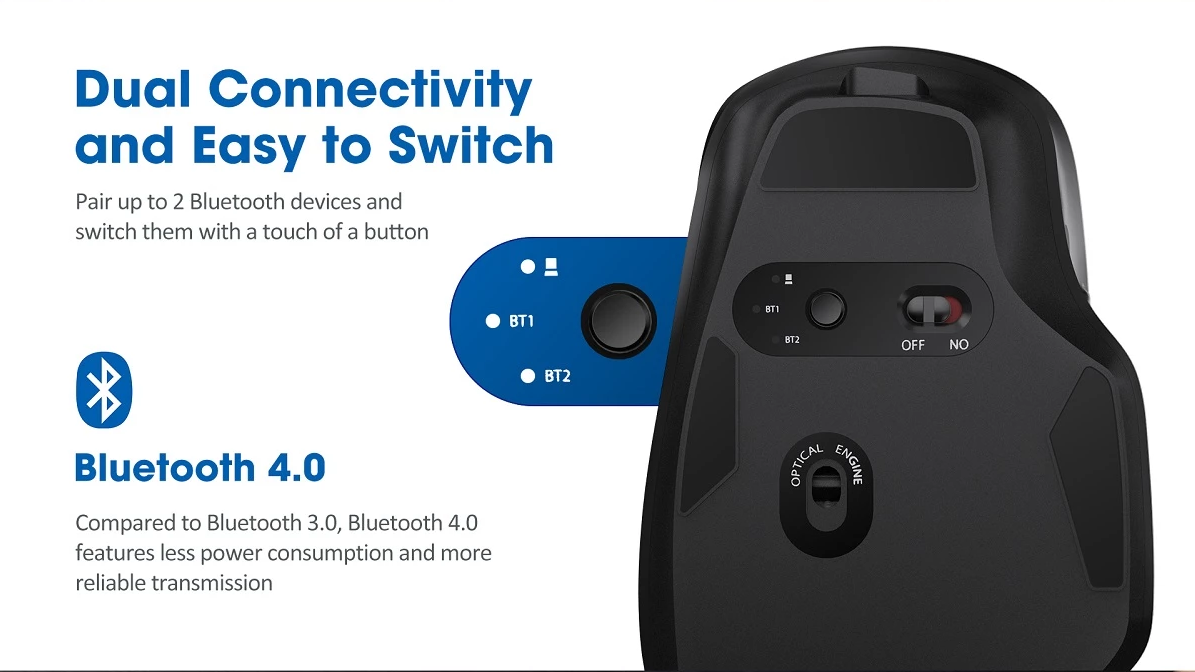 Dual Connectivity
and Easy to Switch
Pair up to 2 Bluetooth devices and
switch them with a touch of a button
BT1
BT2
Bluetooth 4.0
Compared to Bluetooth 3.0, Bluetooth 4.0
features less power consumption and more
reliable transmission
BT1
BT2
OFF NO
OPTICAL ENGINE